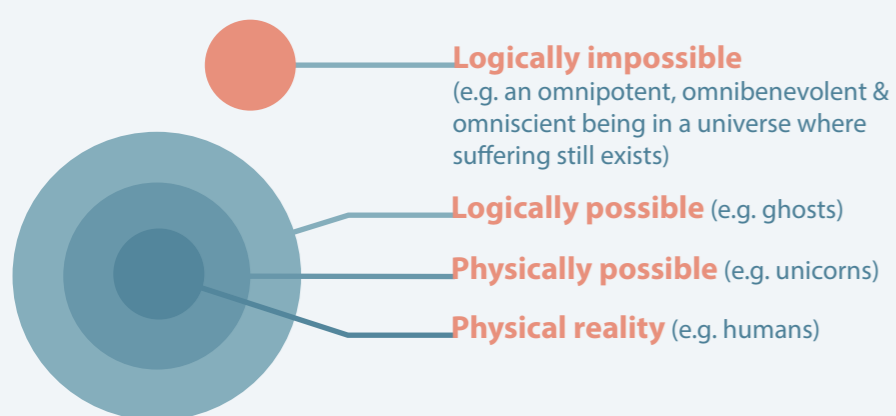 Logically impossible
(e.g. an omnipotent, omnibenevolent &
omniscient being in a universe where
suffering still exists)
Logically possible (e.g. ghosts)
Physically possible (e.g. unicorns)
Physical reality (e.g. humans)